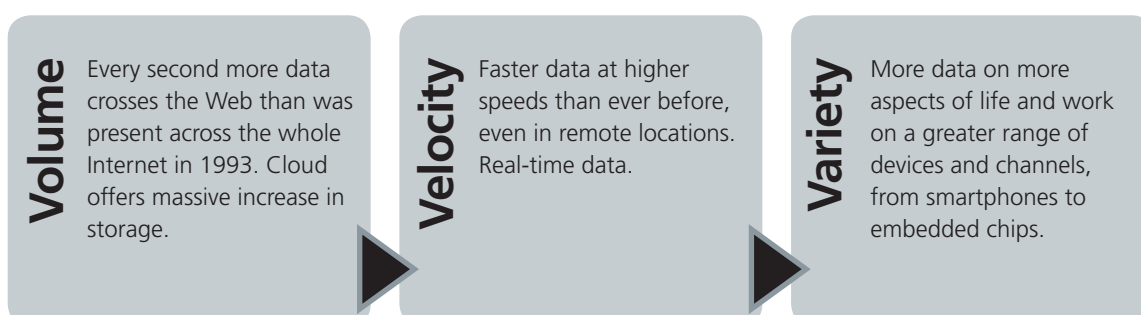 Volume
Every second more data
crosses the Web than was
present across the whole
Internet in 1993. Cloud
offers massive increase in
storage.
Velocity
Faster data at higher
speeds than ever before,
even in remote locations.
Real-time data.
Variety
More data on more
aspects of life and work
on a greater range of
devices and channels,
from smartphones to
embedded chips.